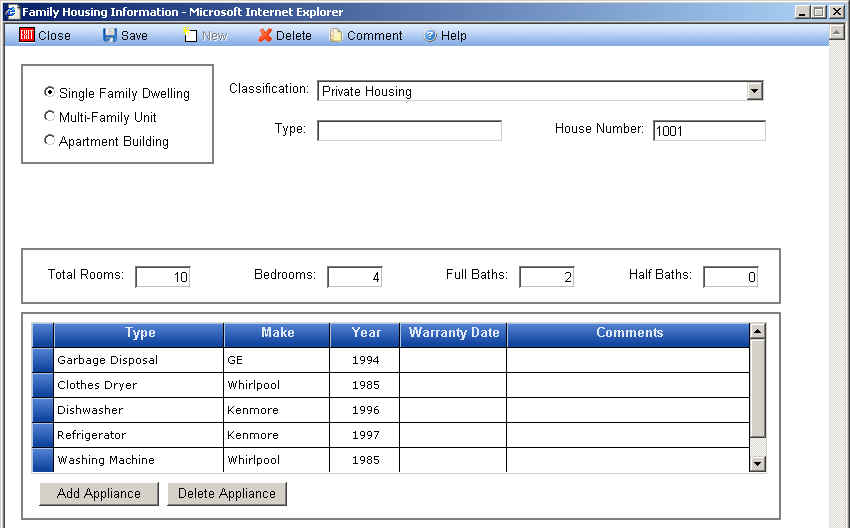 Family Housing Information - Microsoft Internet Explorer
EXIT Close Save New Delete Comment ? Help
Single Family Dwelling
Multi-Family Unit
Apartment Building
Classification: Private Housing
Type: House Number: 1001
Total Rooms: 10 Bedrooms: 4 Full Baths: 2 Half Baths: 0
Type Make Year Warranty Date Comments
Garbage Disposal GE 1994
Clothes Dryer Whirlpool 1985
Dishwasher Kenmore 1996
Refrigerator Kenmore 1997
Washing Machine Whirlpool 1985
Add Appliance Delete Appliance